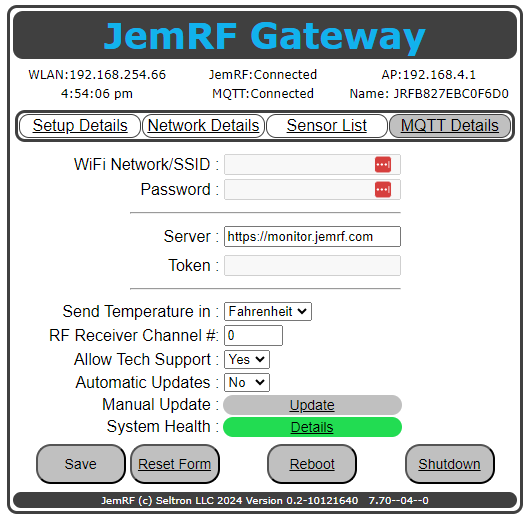 JemRF Gateway
WLAN:192.168.254.66 JemRF:Connected AP:192.168.4.1
4:54:06 pm MQTT:Connected Name: JRFB827EBC0F6D0
Setup Details Network Details Sensor List MQTT Details
WiFi Network/SSID :
Password :
Server : https://monitor.jemrf.com
Token :
Send Temperature in : Fahrenheit
RF Receiver Channel #: 0
Allow Tech Support : Yes
Automatic Updates : No
Manual Update : Update
System Health : Details
Save Reset Form Reboot Shutdown
JemRF (c) Seltron LLC 2024 Version 0.2-10121640 7.70--04--0